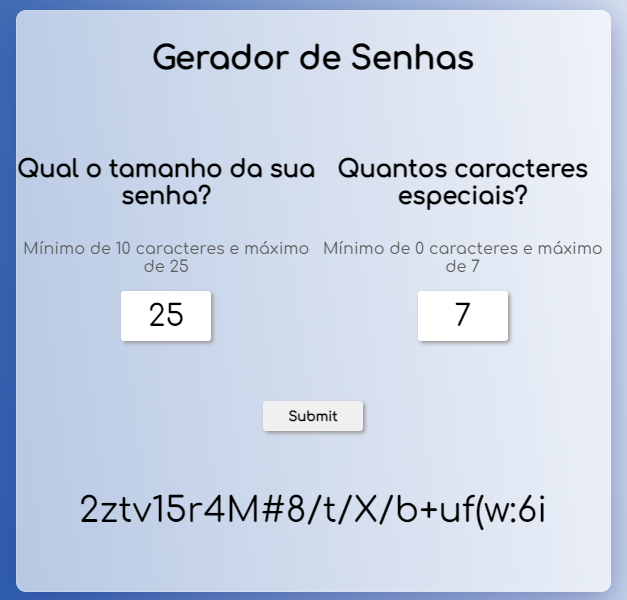 Gerador de Senhas
Qual o tamanho da sua
senha?
Mínimo de 10 caracteres e máximo
de 25
25
Quantos caracteres
especiais?
Mínimo de 0 caracteres e máximo
de 7
7
Submit
2ztv15r4M#8/t/X/b+uf(w:6i